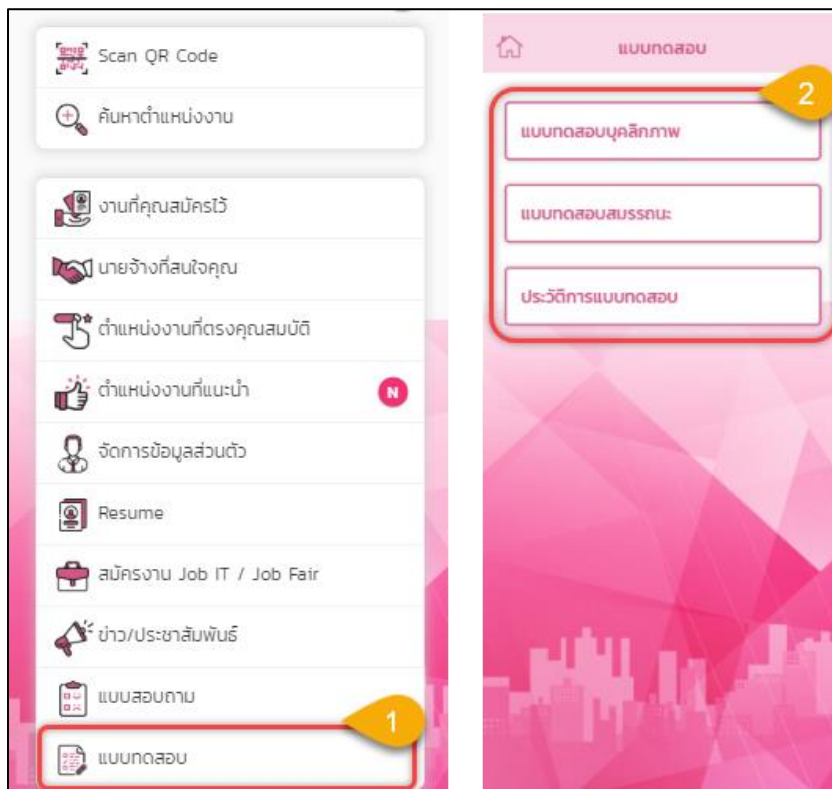 Scan QR Code
ค้นหาตำแหน่งงาน
งานที่คุณสมัครไว้
นายจ้างที่สนใจคุณ
ตำแหน่งงานที่ตรงคุณสมบัติ
ตำแหน่งงานที่แนะนำ
N
จัดการข้อมูลส่วนตัว
Resume
สมัครงาน Job IT / Job Fair
ข่าว/ประชาสัมพันธ์
แบบสอบถาม
1
แบบทดสอบ
แบบทดสอบ
2
แบบทดสอบบุคลิกภาพ
แบบทดสอบสมรรถนะ
ประวัติการแบบทดสอบ